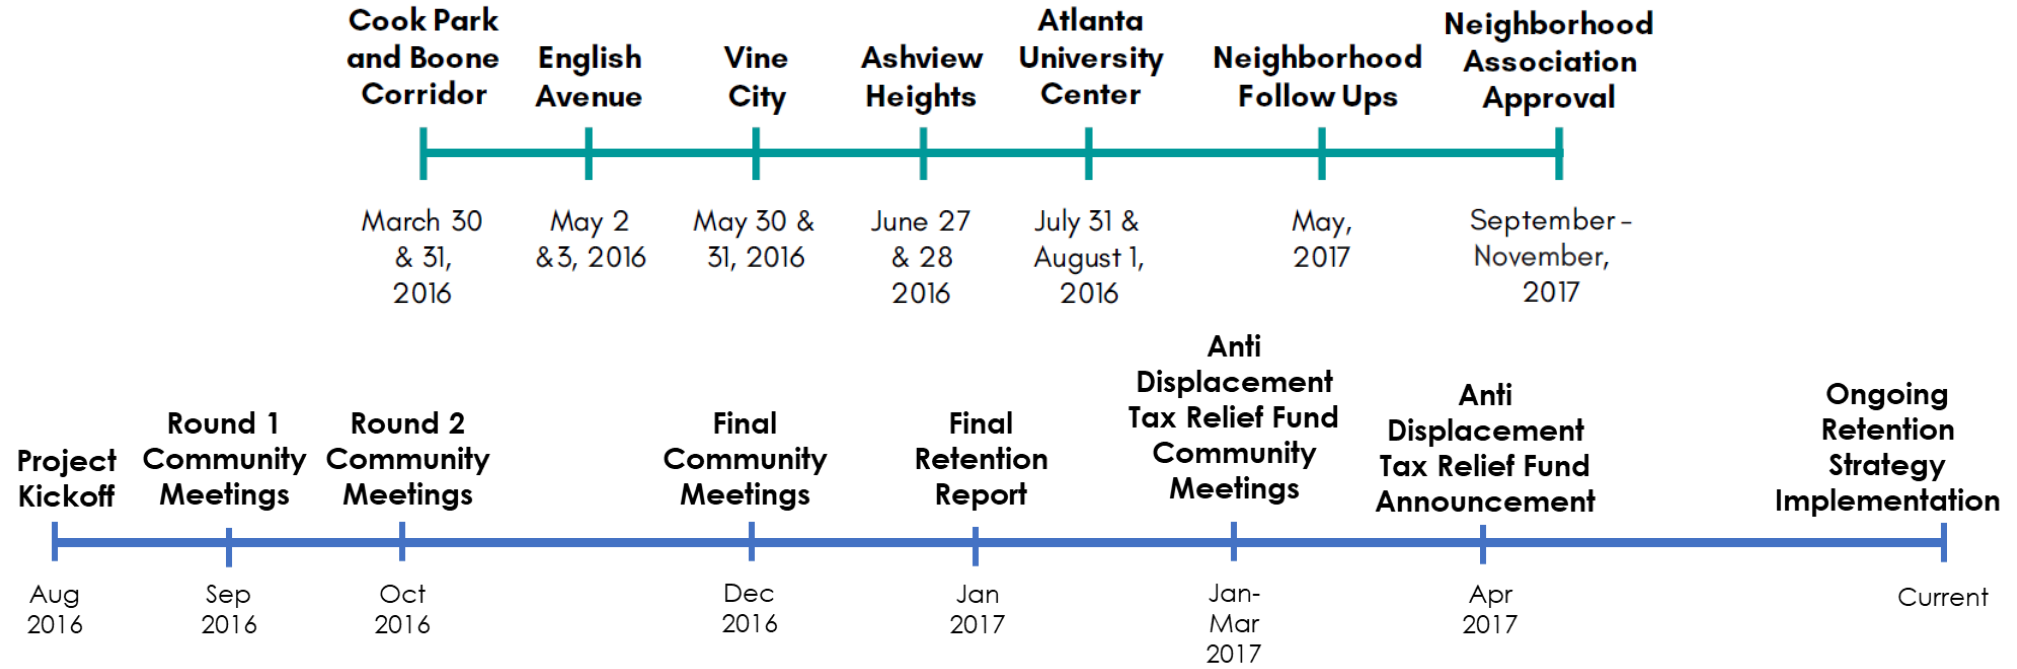 Cook Park
and Boone
Corridor
English
Avenue
Vine
City
Ashview
Heights
Atlanta
University
Center
Neighborhood
Follow Ups
Neighborhood
Association
Approval
March 30
& 31,
2016
May 2
&3, 2016
May 30 &
31, 2016
June 27
& 28
2016
July 31 &
August 1,
2016
May,
2017
September -
November,
2017
Project
Kickoff
Round 1
Community
Meetings
Round 2
Community
Meetings
Final
Community
Meetings
Final
Retention
Report
Anti
Displacement
Tax Relief Fund
Community
Meetings
Anti
Displacement
Tax Relief Fund
Announcement
Ongoing
Retention
Strategy
Implementation
Aug
2016
Sep
2016
Oct
2016
Dec
2016
Jan
2017
Jan-
Mar
2017
Apr
2017
Current